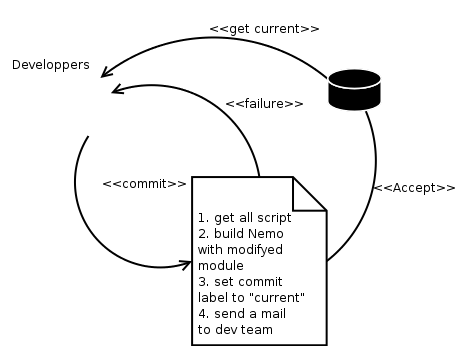 <<get current>>
Developpers
<<failure>>
<<commit>>
<<Accept>>
1. get all script
2. build Nemo
with modifyed
module
3. set commit
label to "current"
4. send a mail
to dev team